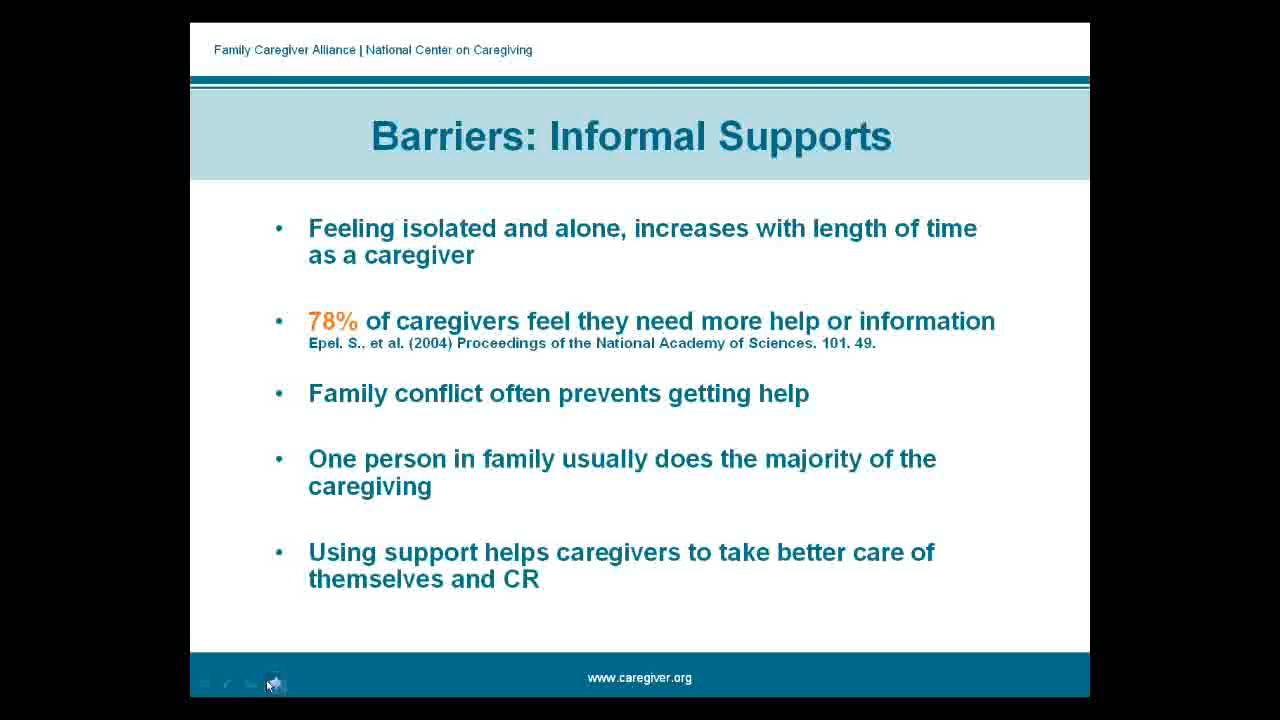 Family Caregiver Alliance | National Center on Caregiving
Barriers: Informal Supports
• Feeling isolated and alone, increases with length of time
as a caregiver
• 78% of caregivers feel they need more help or information
Epel. S.. et al. (2004) Proceedings of the National Academy of Sciences. 101. 49.
• Family conflict often prevents getting help
• One person in family usually does the majority of the
caregiving
• Using support helps caregivers to take better care of
themselves and CR
www.caregiver.org